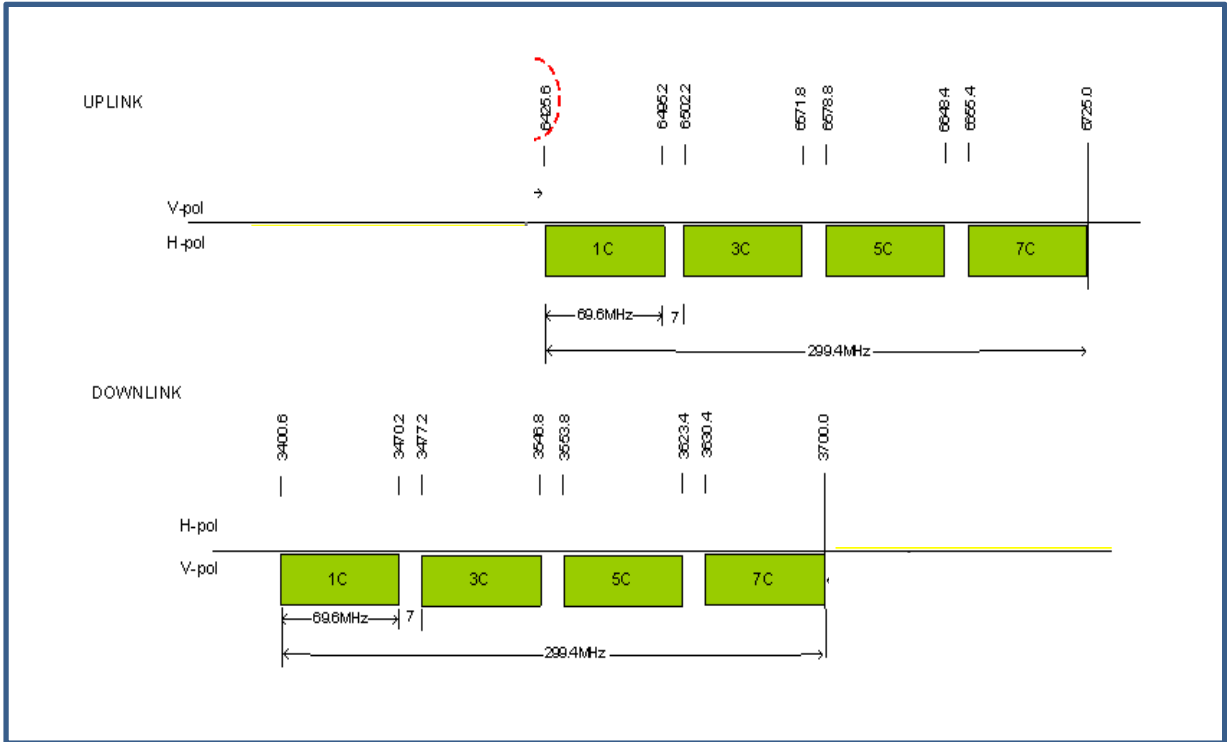 UPLINK
6425.6 6495.2 6502.2 6571.8 6578.8 6648.4 6655.4 6725.0
V-pol
H-pol
1C 3C 5C 7C
69.6MHz 7
299.4MHz
DOWNLINK
3400.6 3470.2 3477.2 3546.8 3553.8 3623.4 3630.4 3700.0
H-pol
V-pol
1C 3C 5C 7C
69.6MHz 7
299.4MHz